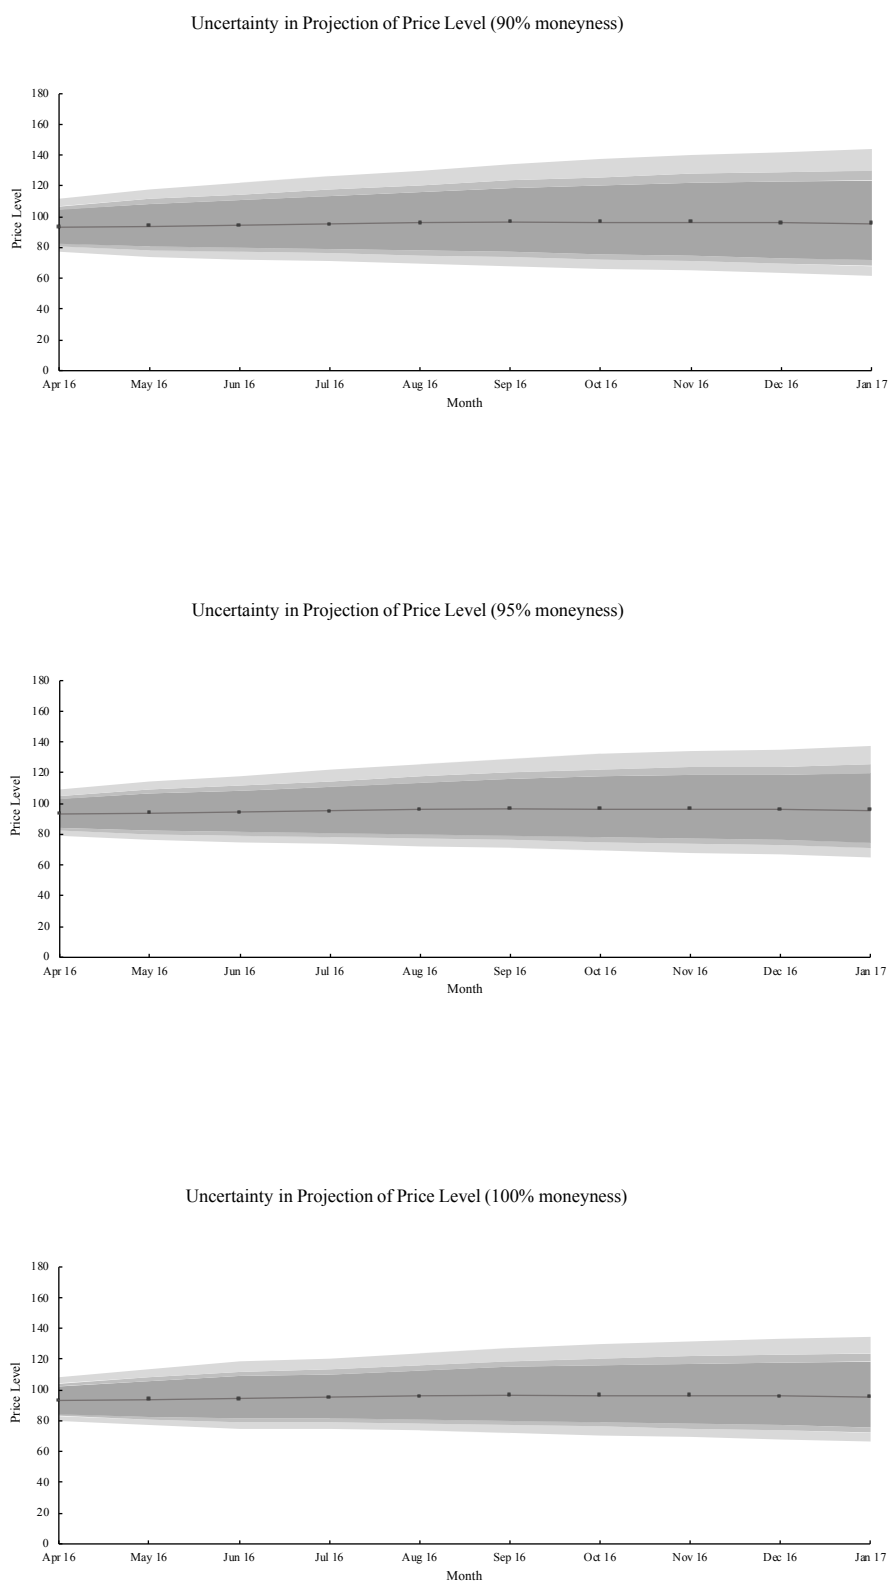 Uncertainty in Projection of Price Level (90% moneyness)
180
160
140
120
100
80
60
40
20
0
Price Level
Apr 16 May 16 Jun 16 Jul 16 Aug 16 Sep 16 Oct 16 Nov 16 Dec 16 Jan 17
Month
Uncertainty in Projection of Price Level (95% moneyness)
180
160
140
120
100
80
60
40
20
0
Price Level
Apr 16 May 16 Jun 16 Jul 16 Aug 16 Sep 16 Oct 16 Nov 16 Dec 16 Jan 17
Month
Uncertainty in Projection of Price Level (100% moneyness)
180
160
140
120
100
80
60
40
20
0
Price Level
Apr 16 May 16 Jun 16 Jul 16 Aug 16 Sep 16 Oct 16 Nov 16 Dec 16 Jan 17
Month